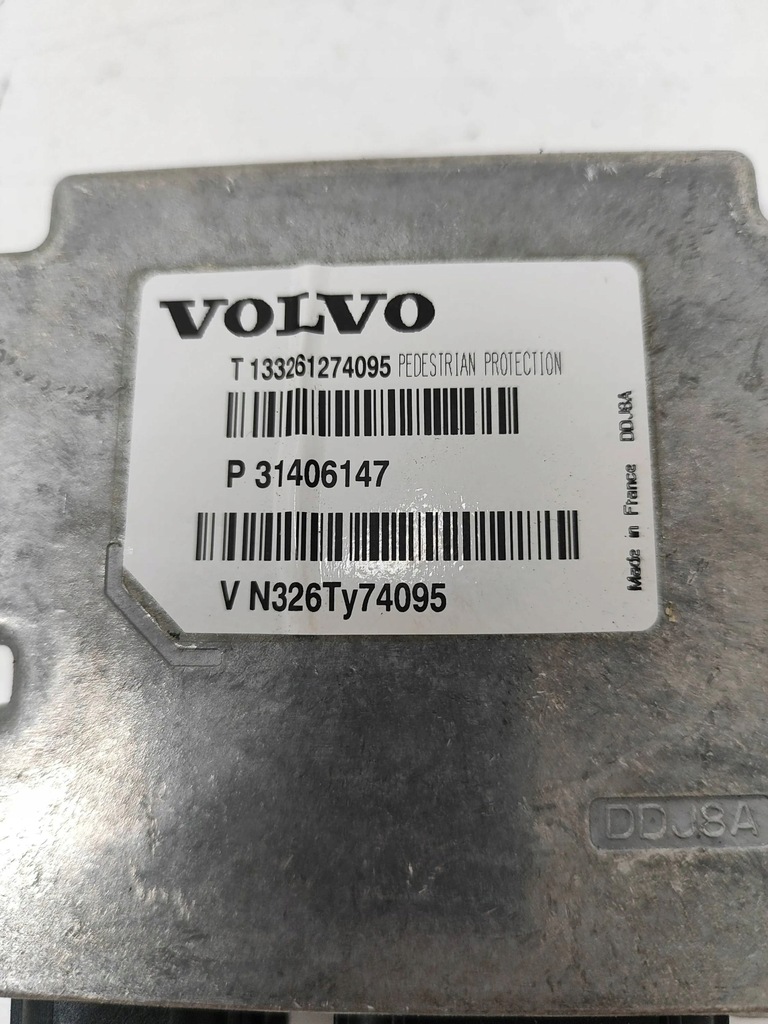 VOLVO
T 133261274095 PEDESTRIAN PROTECTION
P 31406147
V N326Ty74095
Made in France DDJ8A
DDJ8A